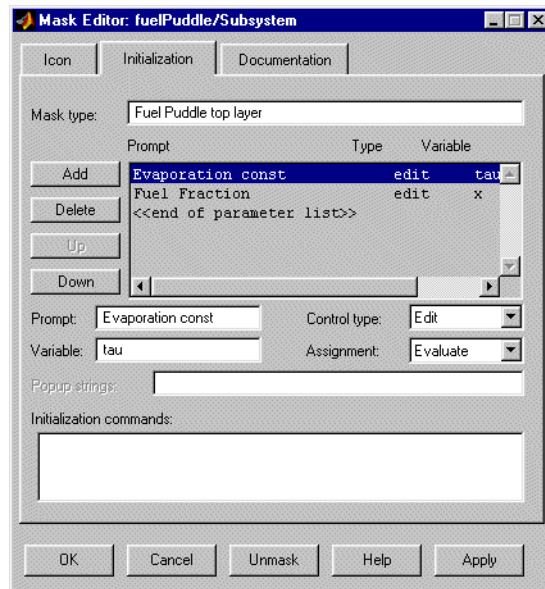 Mask Editor: fuelPuddle/Subsystem
Icon Initialization Documentation
Mask type: Fuel Puddle top layer
Prompt Type Variable
Add Evaporation const edit tau
Fuel Fraction edit x
Delete <<end of parameter list>>
Up
Down
Prompt: Evaporation const Control type: Edit
Variable: tau Assignment: Evaluate
Popup strings:
Initialization commands:
OK Cancel Unmask Help Apply